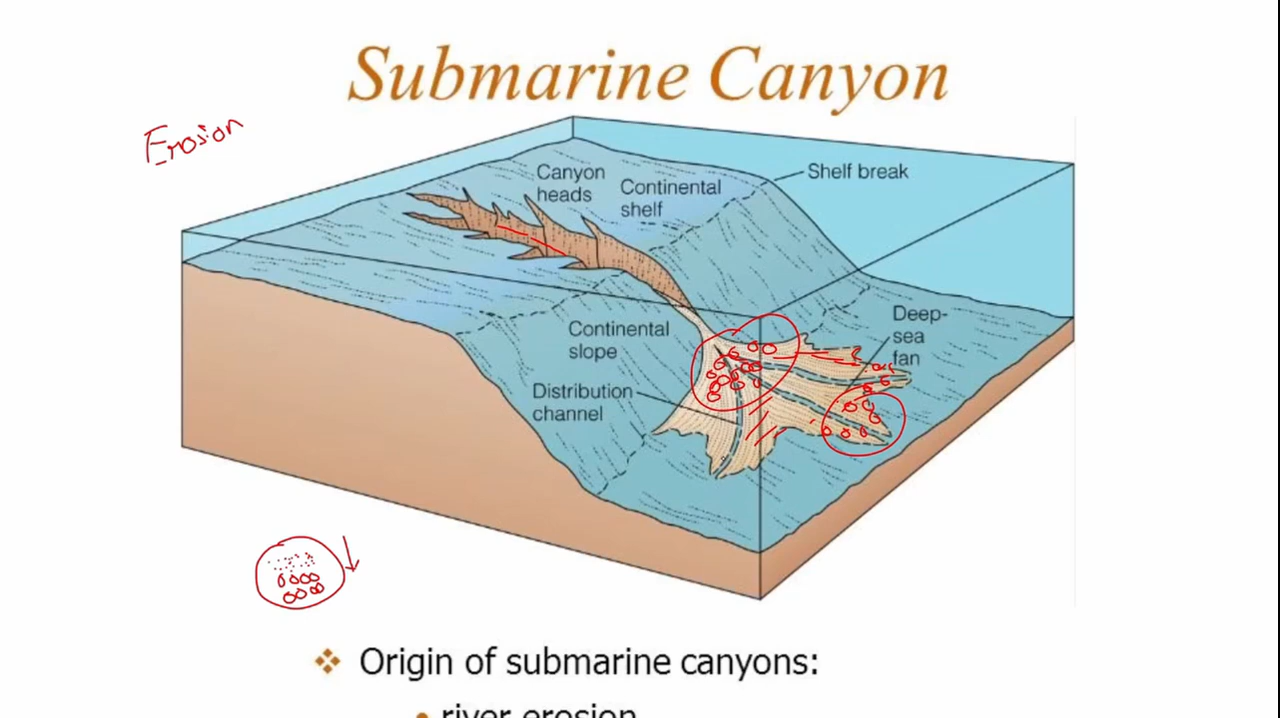 Submarine Canyon
Erosion
Canyon
heads
Continental
shelf
Shelf break
Continental
slope
Deep-
sea
fan
Distribution
channel
❖ Origin of submarine canyons:
• river erosion